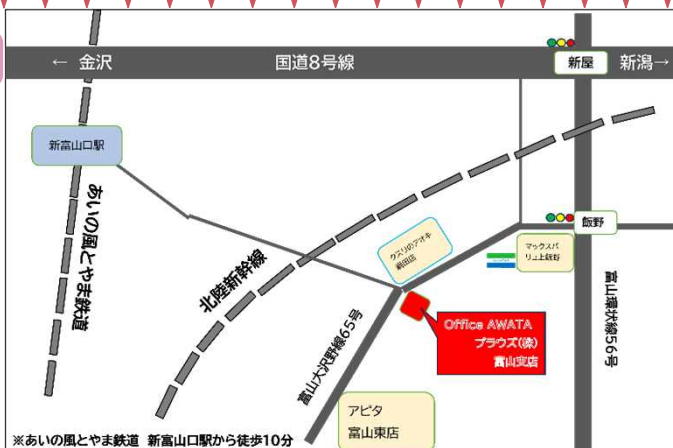 ← 金沢
国道8号線
新屋
新潟→
新富山口駅
あいの風とやま鉄道
北陸新幹線
クスリのアオキ
飯野
マックスバ
リュ上飯野
富山環状線56号
富山大沢野線65号
Office AWATA
プラウズ(株)
富山支店
アピタ
富山東店
※あいの風とやま鉄道 新富山口駅から徒歩10分